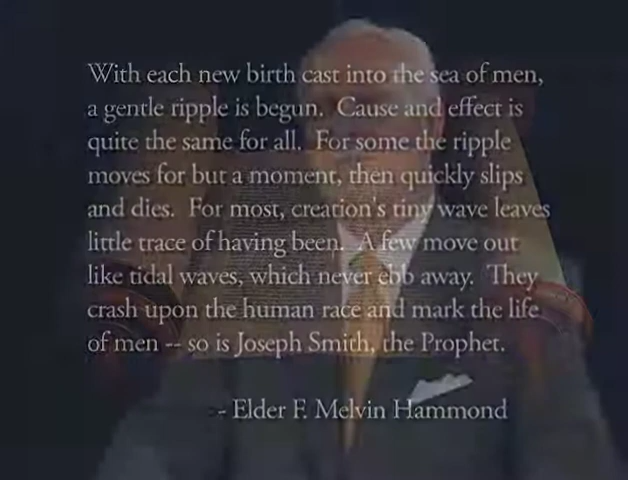 With each new birth cast into the sea of men,
a gentle ripple is begun.  Cause and effect is
quite the same for all.  For some the ripple
moves for but a moment, then quickly slips
and dies.  For most, creation's tiny wave leaves
little trace of having been.  A few move out
like tidal waves, which never ebb away.  They
crash upon the human race and mark the life
of men -- so is Joseph Smith, the Prophet.
- Elder F. Melvin Hammond